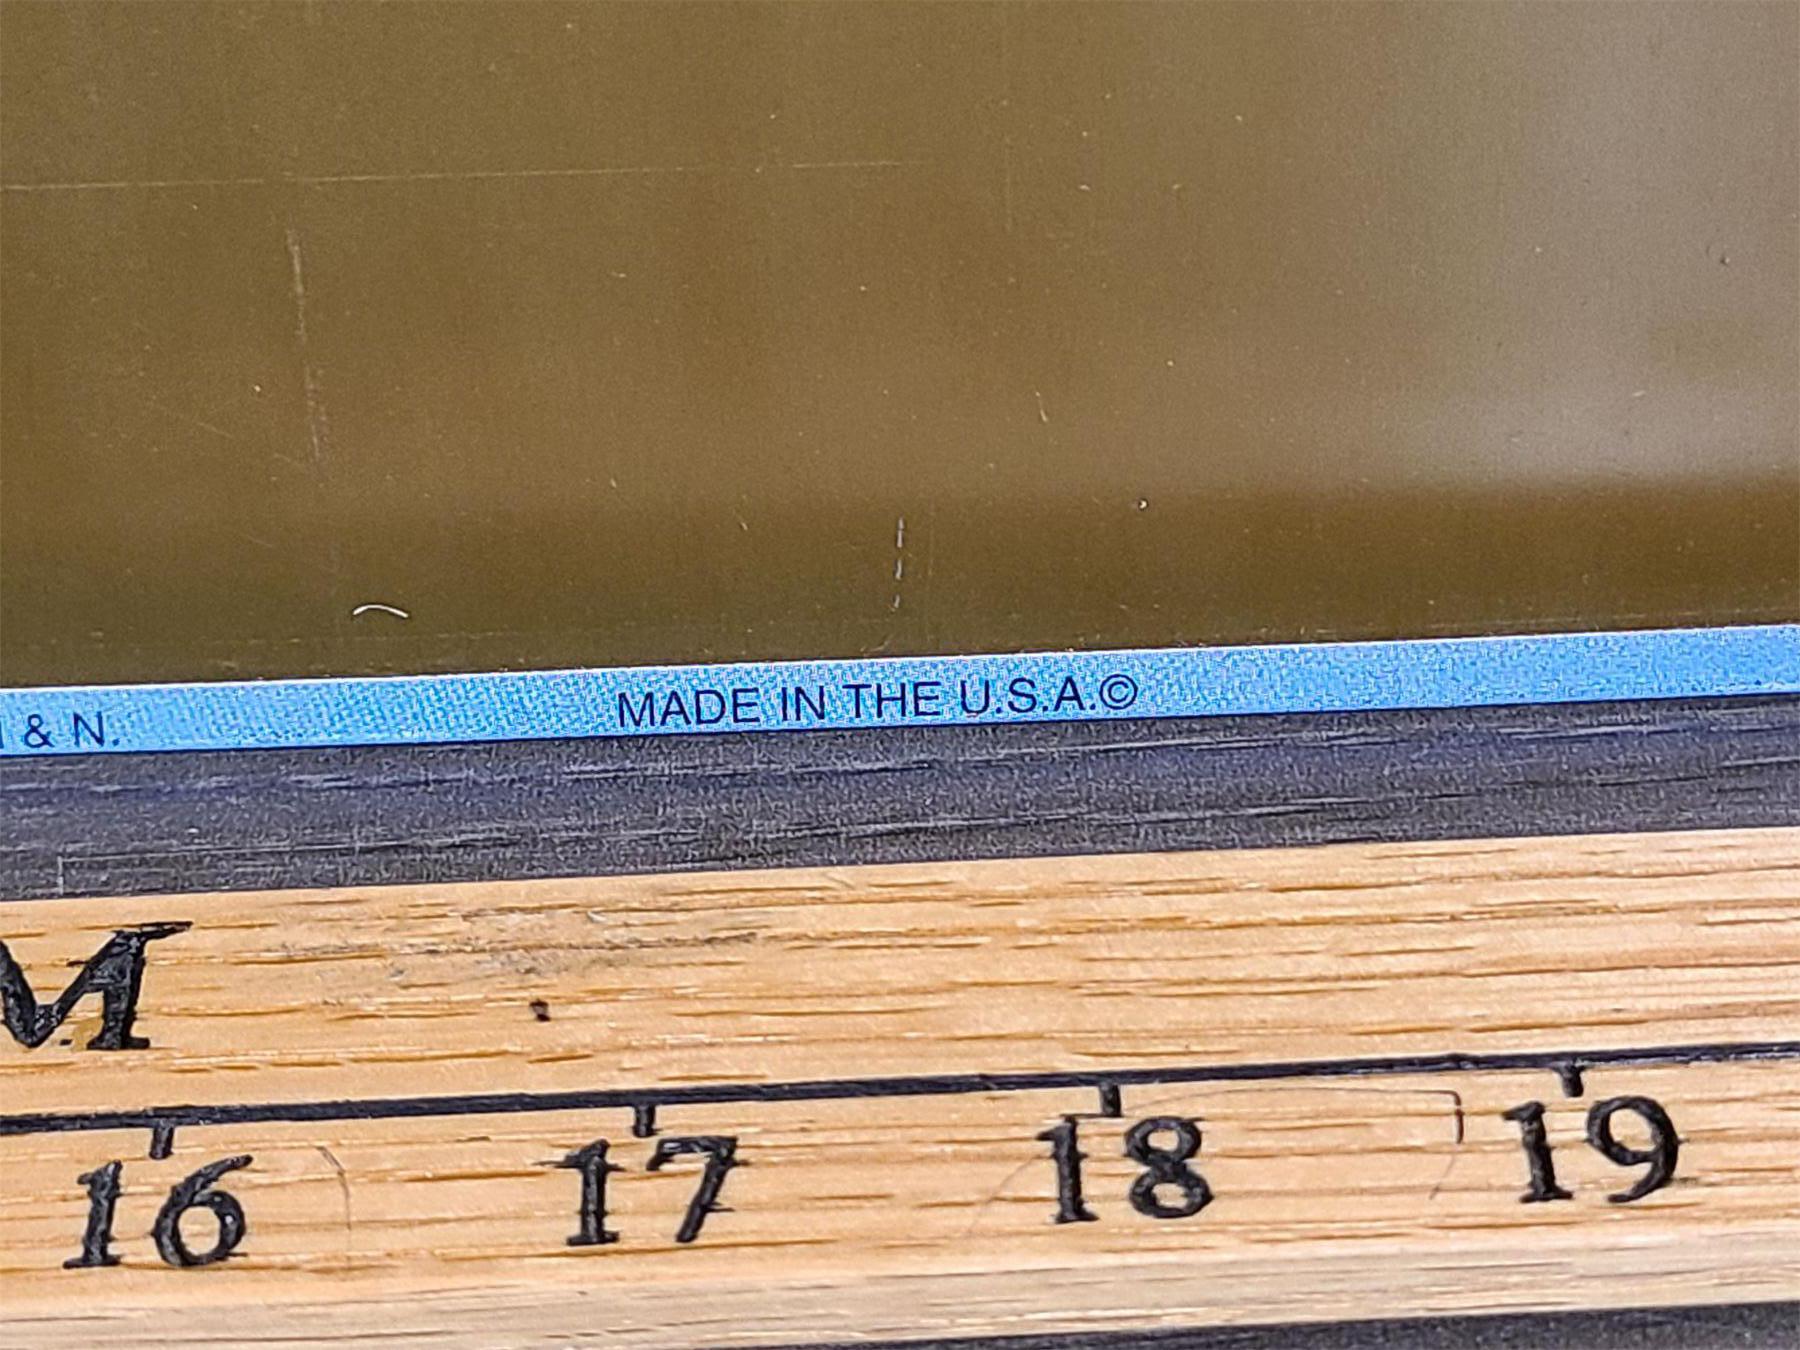 & N. MADE IN THE U.S.A.©
M
16 17 18 19